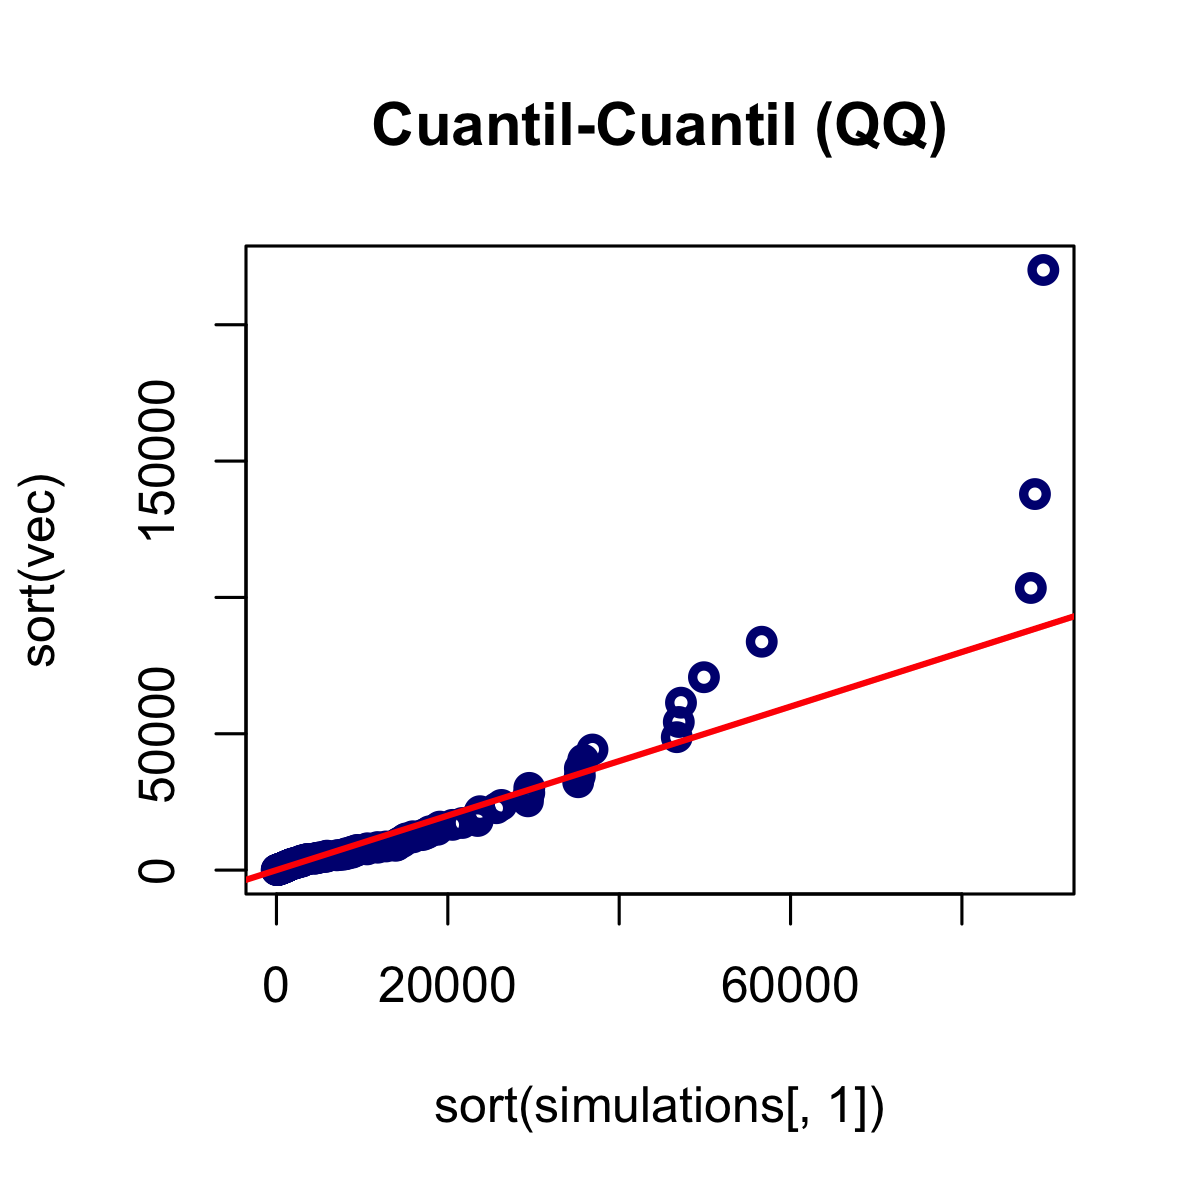 Cuantil-Cuantil (QQ)
sort(vec)
150000
50000
0
0 20000 60000
sort(simulations[, 1])